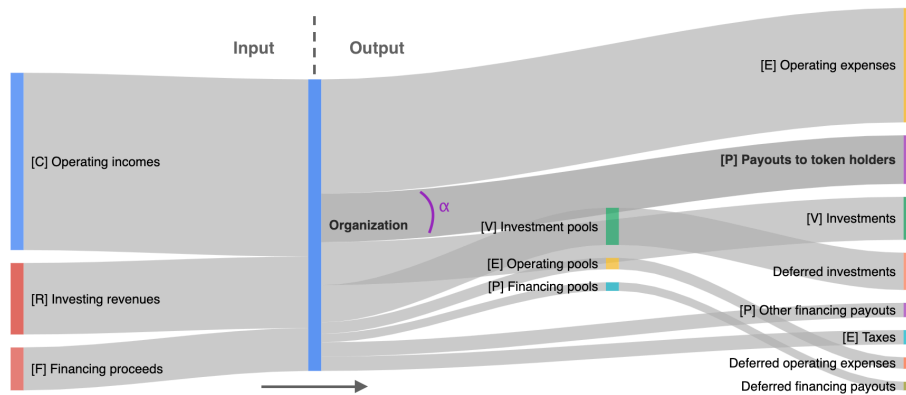 Input
Output
[C] Operating incomes
[R] Investing revenues
[F] Financing proceeds
Organization
α
[V] Investment pools
[E] Operating pools
[P] Financing pools
[E] Operating expenses
[P] Payouts to token holders
[V] Investments
Deferred investments
[P] Other financing payouts
[E] Taxes
Deferred operating expenses
Deferred financing payouts